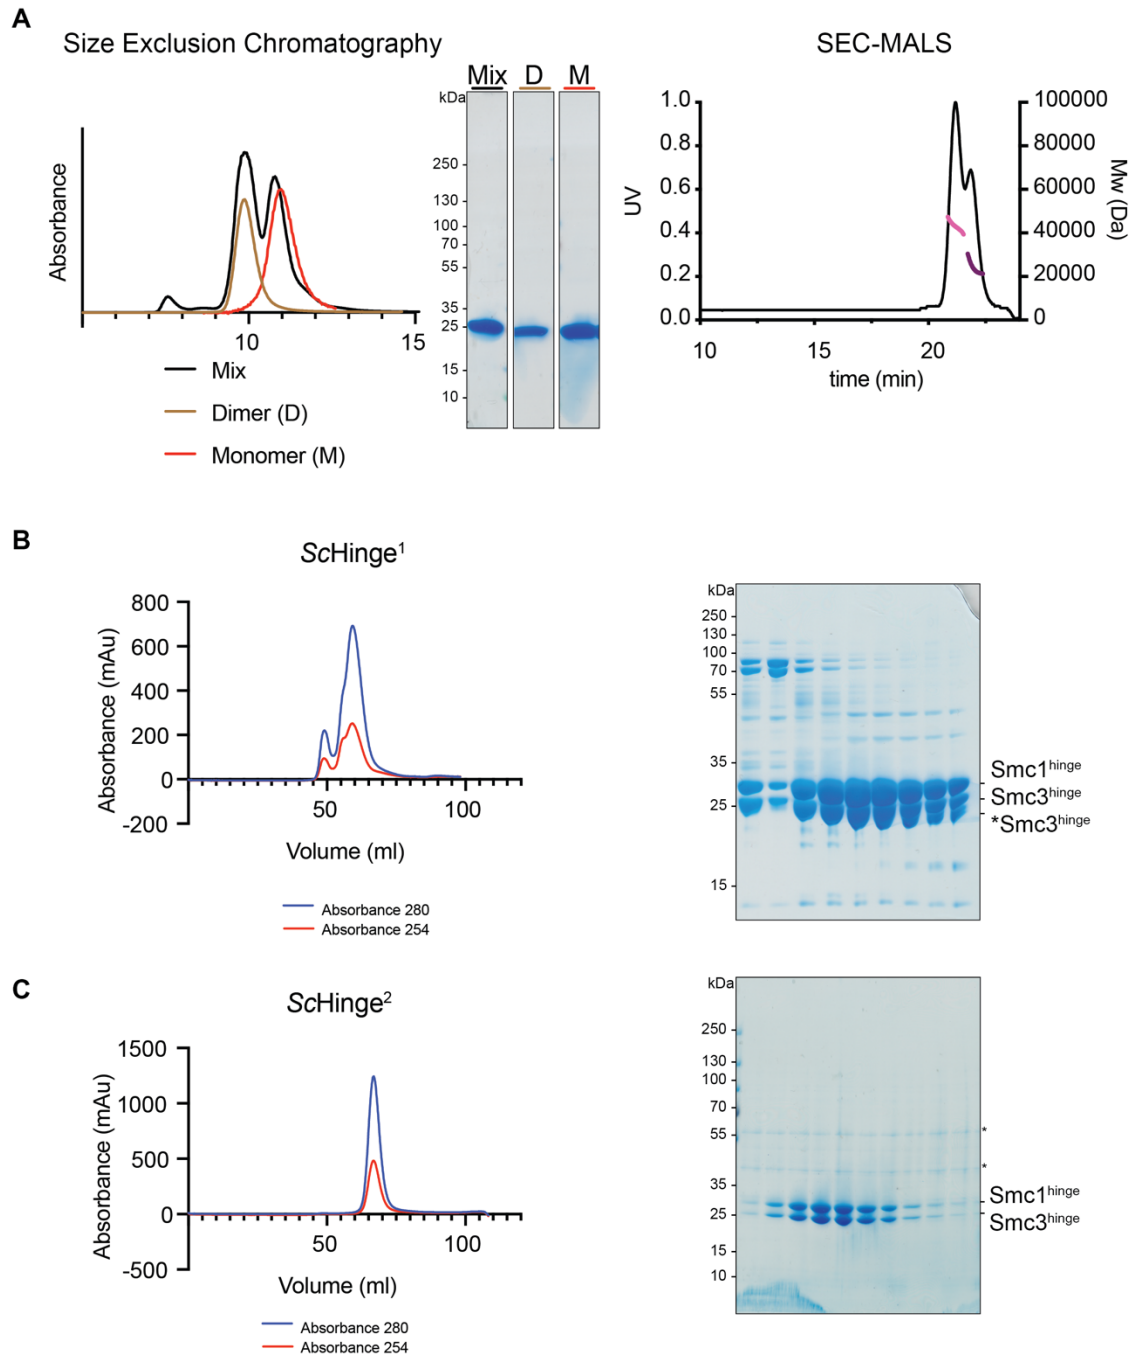 A
Size Exclusion Chromatography
SEC-MALS
Mix D M
kDa
250
130
100
70
55
35
25
15
10
Absorbance
10 15
Mix
Dimer (D)
Monomer (M)
1.0
0.8
0.6
0.4
0.2
0.0
UV
100000
80000
60000
40000
20000
0
Mw (Da)
10 15 20
time (min)
B
ScHinge¹
800
600
400
200
0
-200
Absorbance (mAu)
50 100
Volume (ml)
Absorbance 280
Absorbance 254
kDa
250
130
100
70
55
35
25
15
Smc1hinge
Smc3hinge
*Smc3hinge
C
ScHinge²
1500
1000
500
0
-500
Absorbance (mAu)
50 100
Volume (ml)
Absorbance 280
Absorbance 254
kDa
250
130
100
70
55
35
25
15
10
*
*
Smc1hinge
Smc3hinge